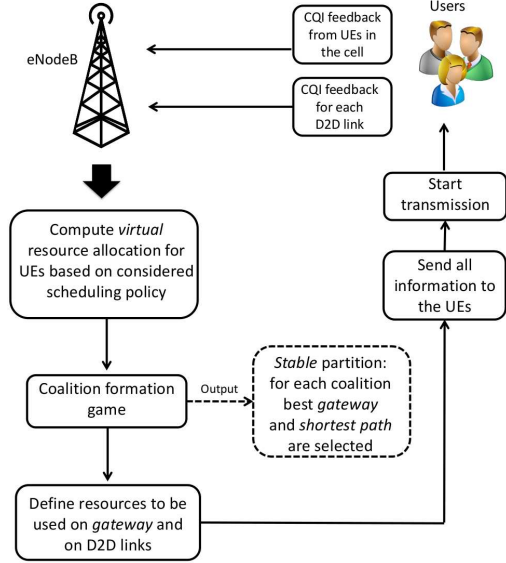 Users
CQI feedback
from UEs in
the cell
eNodeB
CQI feedback
for each
D2D link
Start
transmission
Compute virtual
resource allocation for
UEs based on considered
scheduling policy
Send all
information to
the UEs
Stable partition:
for each coalition
best gateway
and shortest path
are selected
Output
Coalition formation
game
Define resources to be
used on gateway and
on D2D links